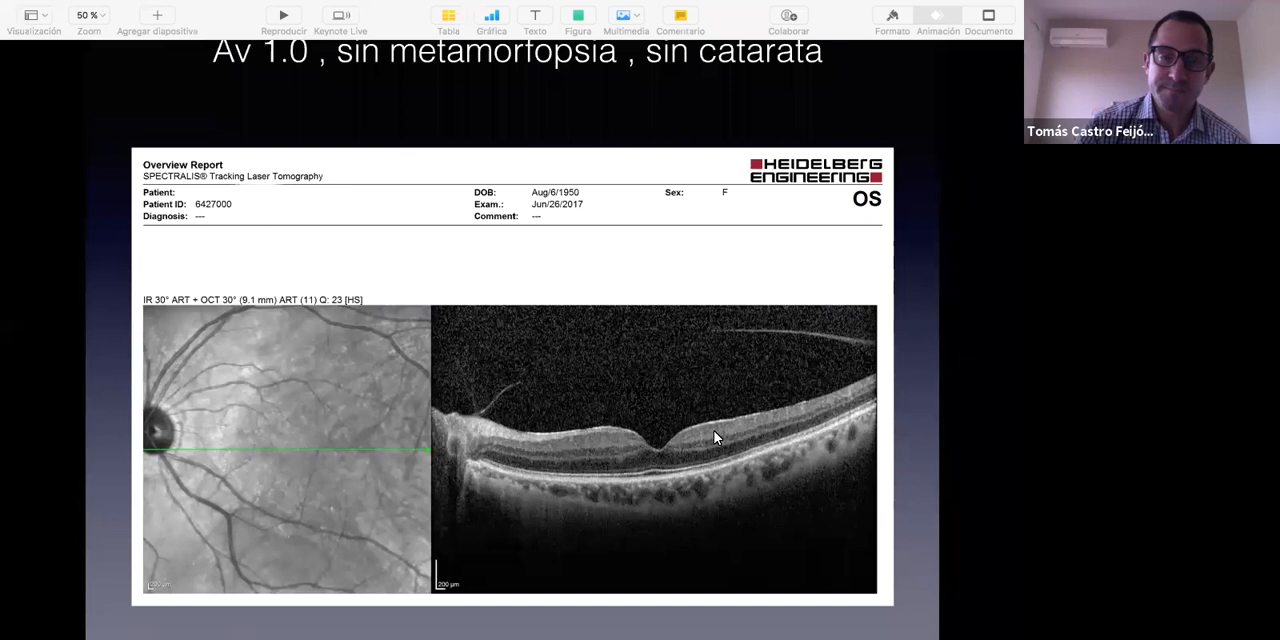 50 %
Visualización
Zoom
Agregar diapositiva
Reproducir
Keynote Live
Tabla
Gráfica
Texto
Figura
Multimedia
Comentario
Colaborar
Formato
Animación
Documento
Av 1.0 , sin metamorfopsia , sin catarata
Tomás Castro Feijó...
Overview Report
SPECTRALIS® Tracking Laser Tomography
HEIDELBERG
ENGINEERING
Patient: DOB: Aug/6/1950 Sex: F
OS
Patient ID: 6427000 Exam.: Jun/26/2017
Diagnosis: --- Comment: ---
IR 30° ART + OCT 30° (9.1 mm) ART (11) Q: 23 [HS]
200 µm
200 µm